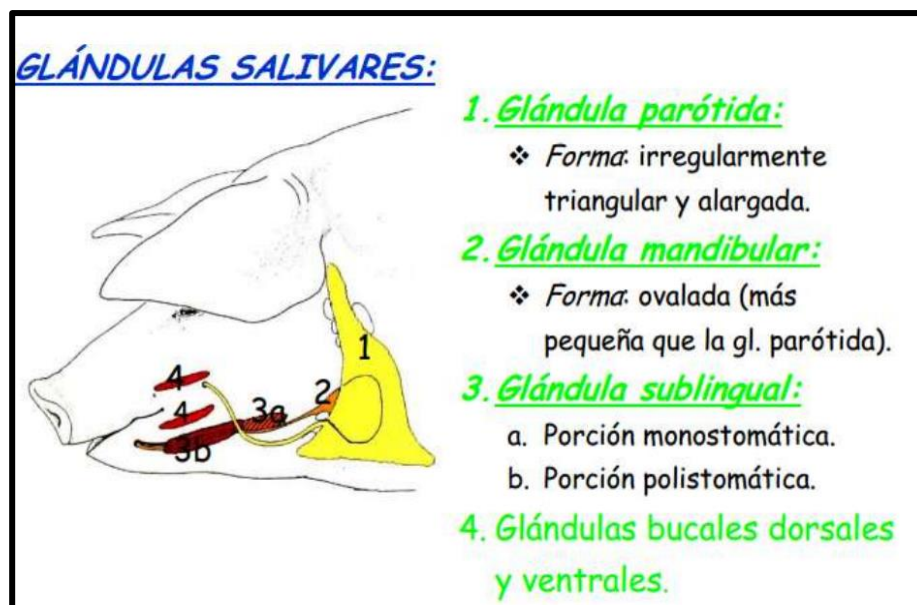 GLÁNDULAS SALIVARES:
1. Glándula parótida:
❖ Forma: irregularmente
triangular y alargada.
2. Glándula mandibular:
❖ Forma: ovalada (más
pequeña que la gl. parótida).
3. Glándula sublingual:
a. Porción monostomática.
b. Porción polistomática.
4. Glándulas bucales dorsales
y ventrales.
1
4
2
3a
4
3b